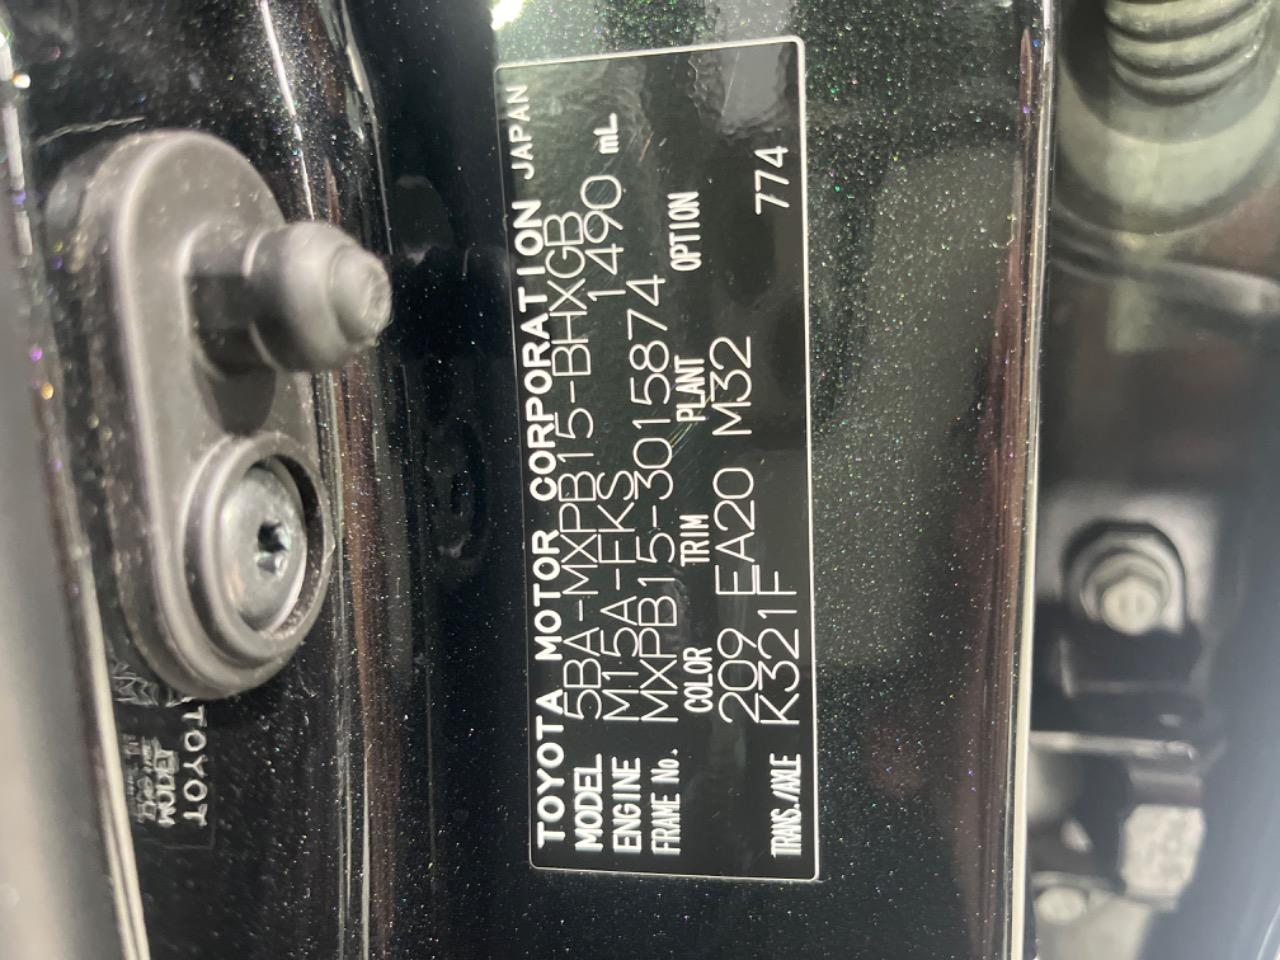 TOYOTA MOTOR CORPORATION JAPAN
MODEL 5BA-MXPB15-BHXGB
ENGINE M15A-FKS 1490 mL
FRAME No. MXPB15-3015874
COLOR TRIM PLANT OPTION
209 EA20 M32
TRANS./AXLE K321F 774
TOYOT